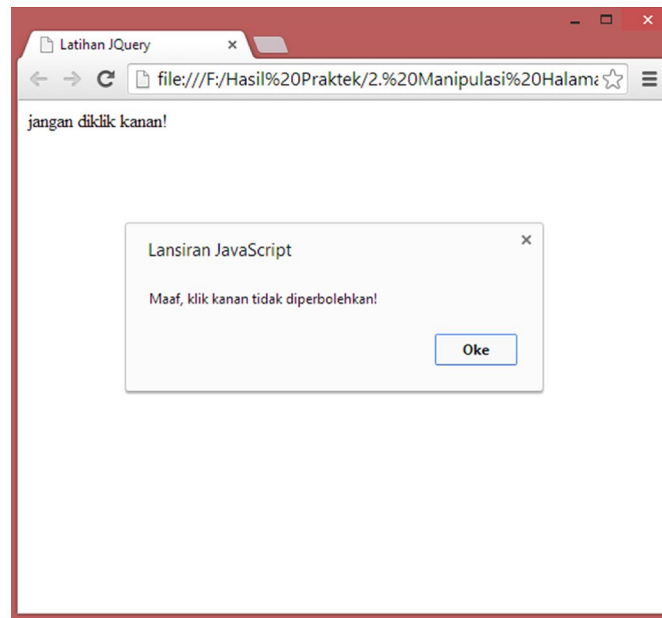 Latihan JQuery
file:///F:/Hasil%20Praktek/2.%20Manipulasi%20Halama
jangan diklik kanan!
Lansiran JavaScript
Maaf, klik kanan tidak diperbolehkan!
Oke